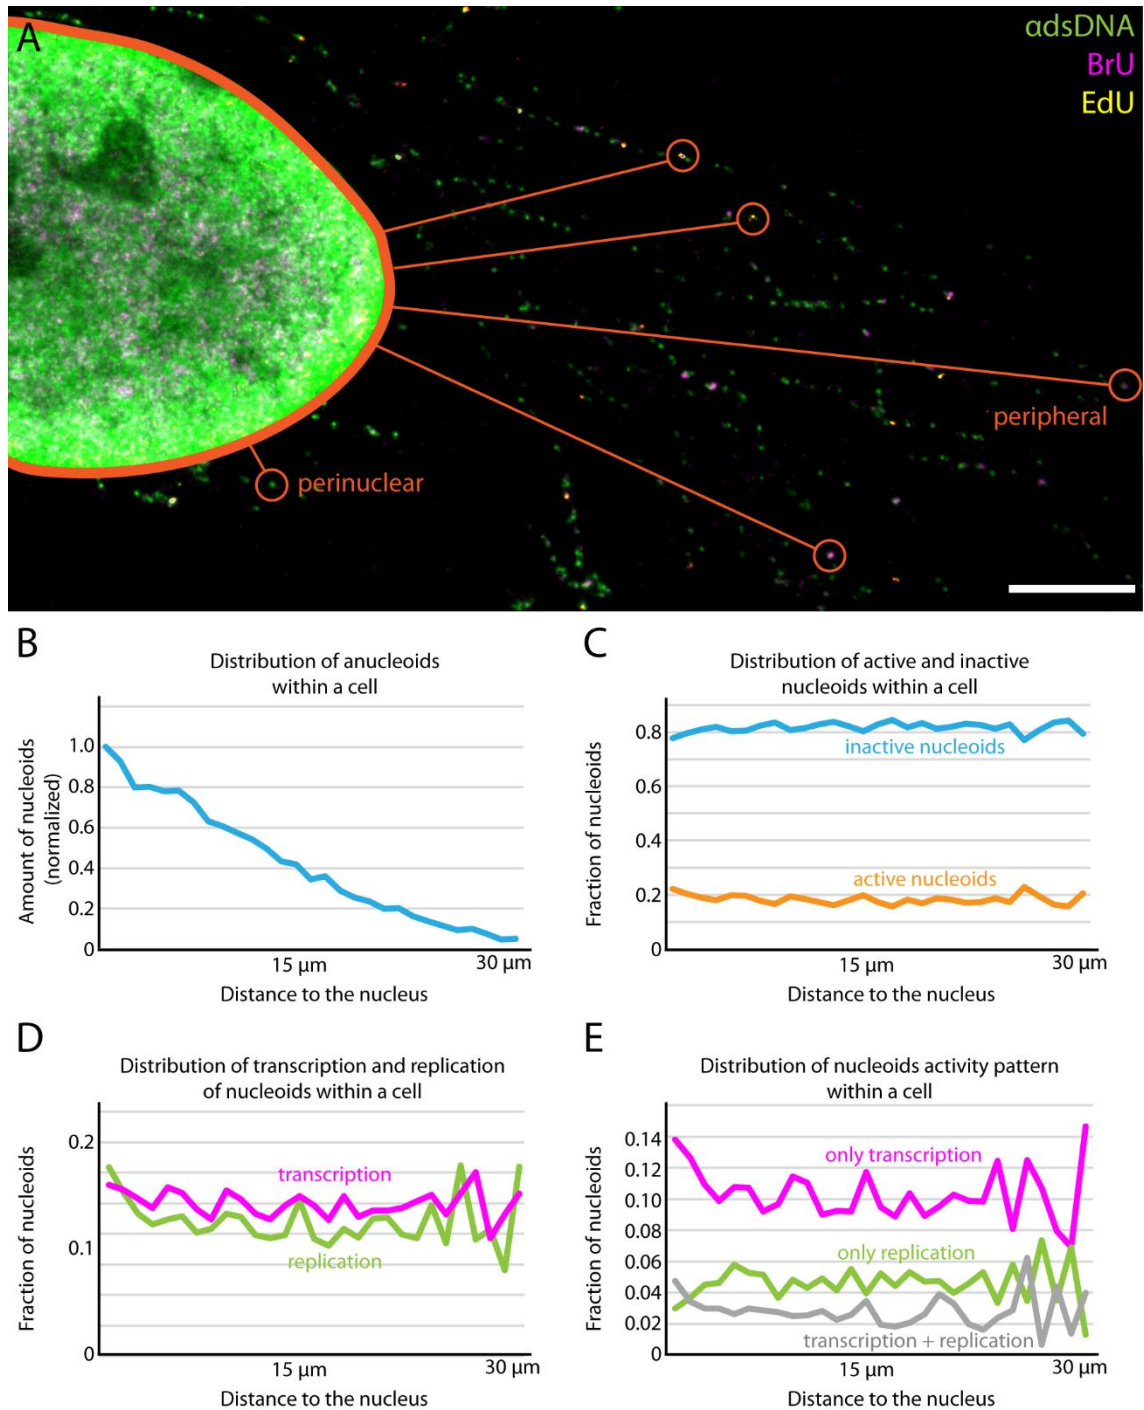 A
αdsDNA
BrU
EdU
peripheral
perinuclear
B
Distribution of anucleoids
within a cell
Amount of nucleoids
(normalized)
1.0
0.8
0.6
0.4
0.2
0
15 μm
30 μm
Distance to the nucleus
C
Distribution of active and inactive
nucleoids within a cell
Fraction of nucleoids
0.8
0.6
0.4
0.2
0
inactive nucleoids
active nucleoids
15 μm
30 μm
Distance to the nucleus
D
Distribution of transcription and replication
of nucleoids within a cell
Fraction of nucleoids
0.2
0.1
0
transcription
replication
15 μm
30 μm
Distance to the nucleus
E
Distribution of nucleoids activity pattern
within a cell
Fraction of nucleoids
0.14
0.12
0.10
0.08
0.06
0.04
0.02
0
only transcription
only replication
transcription + replication
15 μm
30 μm
Distance to the nucleus